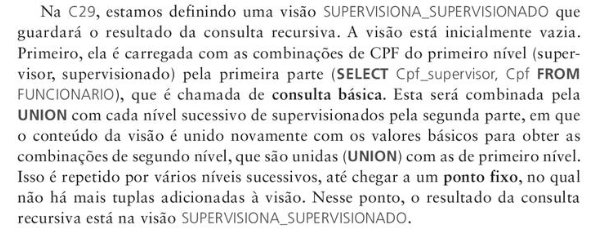 Na C29, estamos definindo uma visão SUPERVISIONA_SUPERVISIONADO que
guardará o resultado da consulta recursiva. A visão está inicialmente vazia.
Primeiro, ela é carregada com as combinações de CPF do primeiro nível (super-
visor, supervisionado) pela primeira parte (SELECT Cpf_supervisor, Cpf FROM
FUNCIONARIO), que é chamada de consulta básica. Esta será combinada pela
UNION com cada nível sucessivo de supervisionados pela segunda parte, em que
o conteúdo da visão é unido novamente com os valores básicos para obter as
combinações de segundo nível, que são unidas (UNION) com as de primeiro nível.
Isso é repetido por vários níveis sucessivos, até chegar a um ponto fixo, no qual
não há mais tuplas adicionadas à visão. Nesse ponto, o resultado da consulta
recursiva está na visão SUPERVISIONA_SUPERVISIONADO.